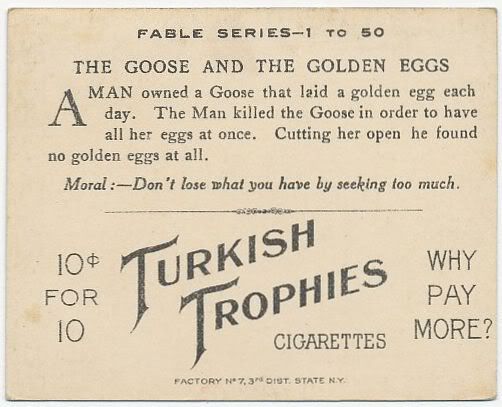 FABLE SERIES-1 TO 50
THE GOOSE AND THE GOLDEN EGGS
A MAN owned a Goose that laid a golden egg each
day. The Man killed the Goose in order to have
all her eggs at once. Cutting her open he found
no golden eggs at all.
Moral:—Don't lose what you have by seeking too much.
10¢
FOR
10
TURKISH
TROPHIES
CIGARETTES
WHY
PAY
MORE?
FACTORY Nº 7, 3rd DIST. STATE N.Y.